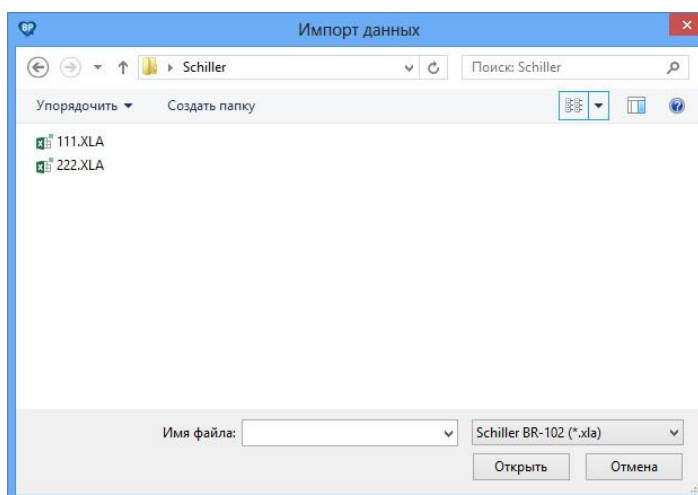 BP
Импорт данных
Schiller
Поиск: Schiller
Упорядочить
Создать папку
111.XLA
222.XLA
Имя файла:
Schiller BR-102 (*.xla)
Открыть
Отмена